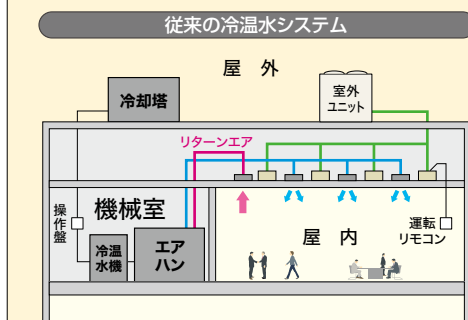 従来の冷温水システム
屋 外
冷却塔
室外
ユニット
リターンエア
操作盤
機械室
冷温
水機
エア
ハン
屋 内
運転
リモコン